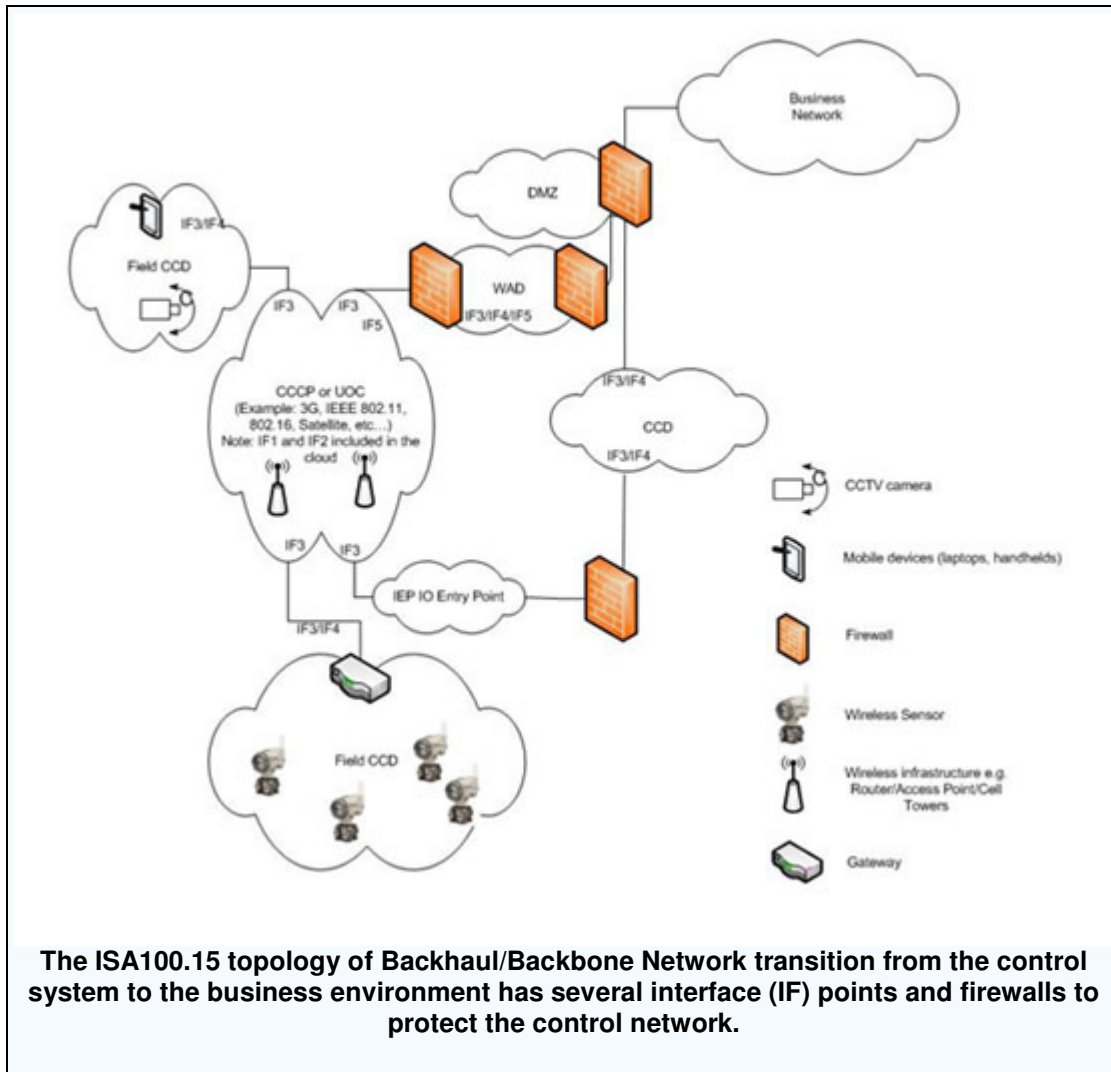 Business
Network
DMZ
IF3/IF4
Field CCD
WAD
IF3
IF3
IF5
IF3/IF4/IF5
CCCP or UOC
(Example: 3G, IEEE 802.11,
802.16, Satellite, etc...)
Note: IF1 and IF2 included in the
cloud
IF3/IF4
CCD
IF3/IF4
CCTV camera
Mobile devices (laptops, handhelds)
IF3
IF3
IEP IO Entry Point
IF3/IF4
Firewall
Field CCD
Wireless Sensor
Wireless infrastructure e.g.
Router/Access Point/Cell
Towers
Gateway
The ISA100.15 topology of Backhaul/Backbone Network transition from the control
system to the business environment has several interface (IF) points and firewalls to
protect the control network.